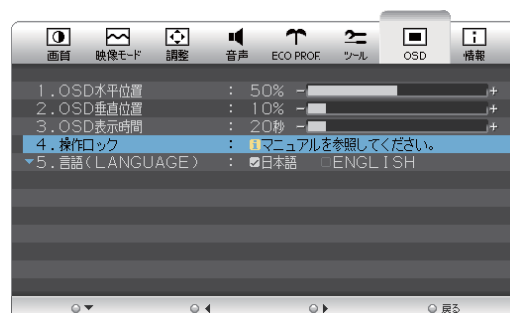 画質 映像モード 調整 音声 ECO PROF. ツール OSD 情報
1.OSD水平位置 : 50% - +
2.OSD垂直位置 : 10% - +
3.OSD表示時間 : 20秒 - +
4.操作ロック : マニュアルを参照してください。
5.言語(LANGUAGE) : 日本語 ENGLISH
戻る